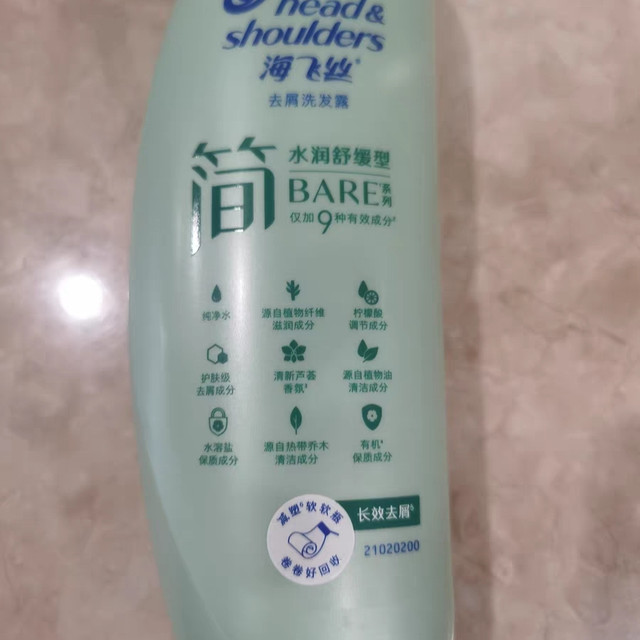 head &
shoulders
海飞丝
去屑洗发露
简
水润舒缓型
BARE系列
仅加9种有效成分
纯净水
源自植物纤维
滋润成分
柠檬酸
调节成分
护肤级
去屑成分
清新芦荟
香氛
源自植物油
清洁成分
水溶盐
保质成分
源自热带乔木
清洁成分
有机
保质成分
减塑软软瓶
卷卷好回收
长效去屑
21020200